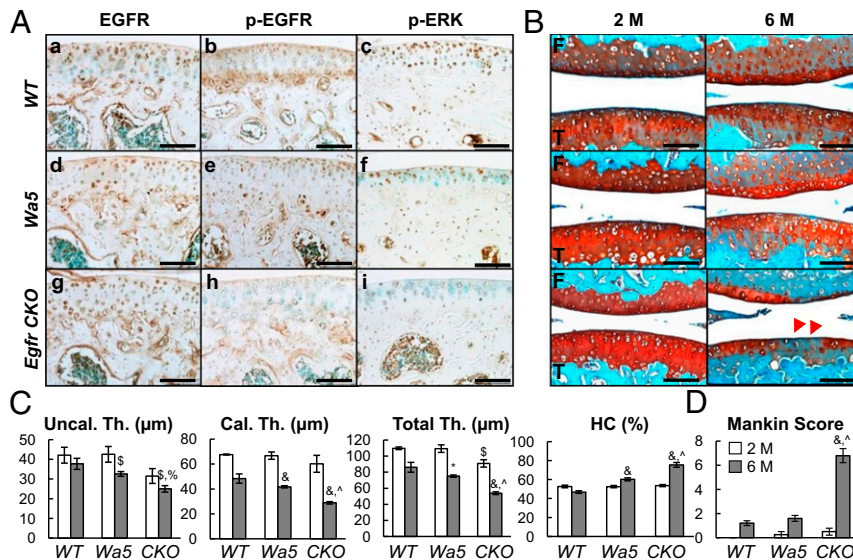 A
EGFR
p-EGFR
p-ERK
a
b
c
WT
d
e
f
Wa5
g
h
i
Egfr CKO
B
2 M
6 M
F
T
F
F
T
C
Uncal. Th. (µm)
50
40
30
20
10
0
$
$,%
WT Wa5 CKO
Cal. Th. (µm)
80
60
40
20
0
&
&,^
WT Wa5 CKO
Total Th. (µm)
120
100
80
60
40
20
0
*
$
&,^
WT Wa5 CKO
HC (%)
100
80
60
40
20
0
&
&,^
WT Wa5 CKO
D
Mankin Score
2 M
6 M
8
6
4
2
0
&,^
WT Wa5 CKO